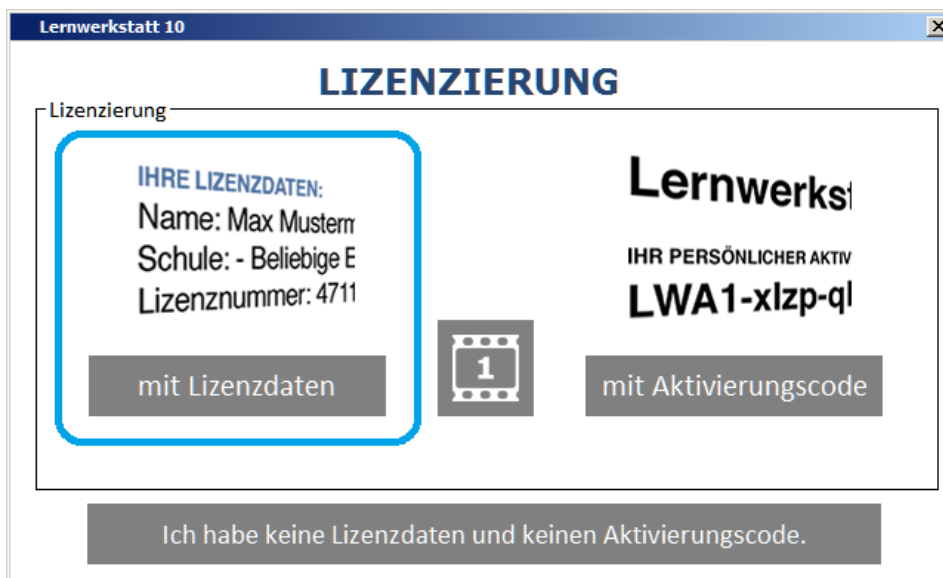 Lernwerkstatt 10
LIZENZIERUNG
Lizenzierung
IHRE LIZENZDATEN:
Name: Max Musterm
Schule: - Beliebige E
Lizenznummer: 4711
mit Lizenzdaten
1
Lernwerkst
IHR PERSÖNLICHER AKTIV
LWA1-xlzp-ql
mit Aktivierungscode
Ich habe keine Lizenzdaten und keinen Aktivierungscode.